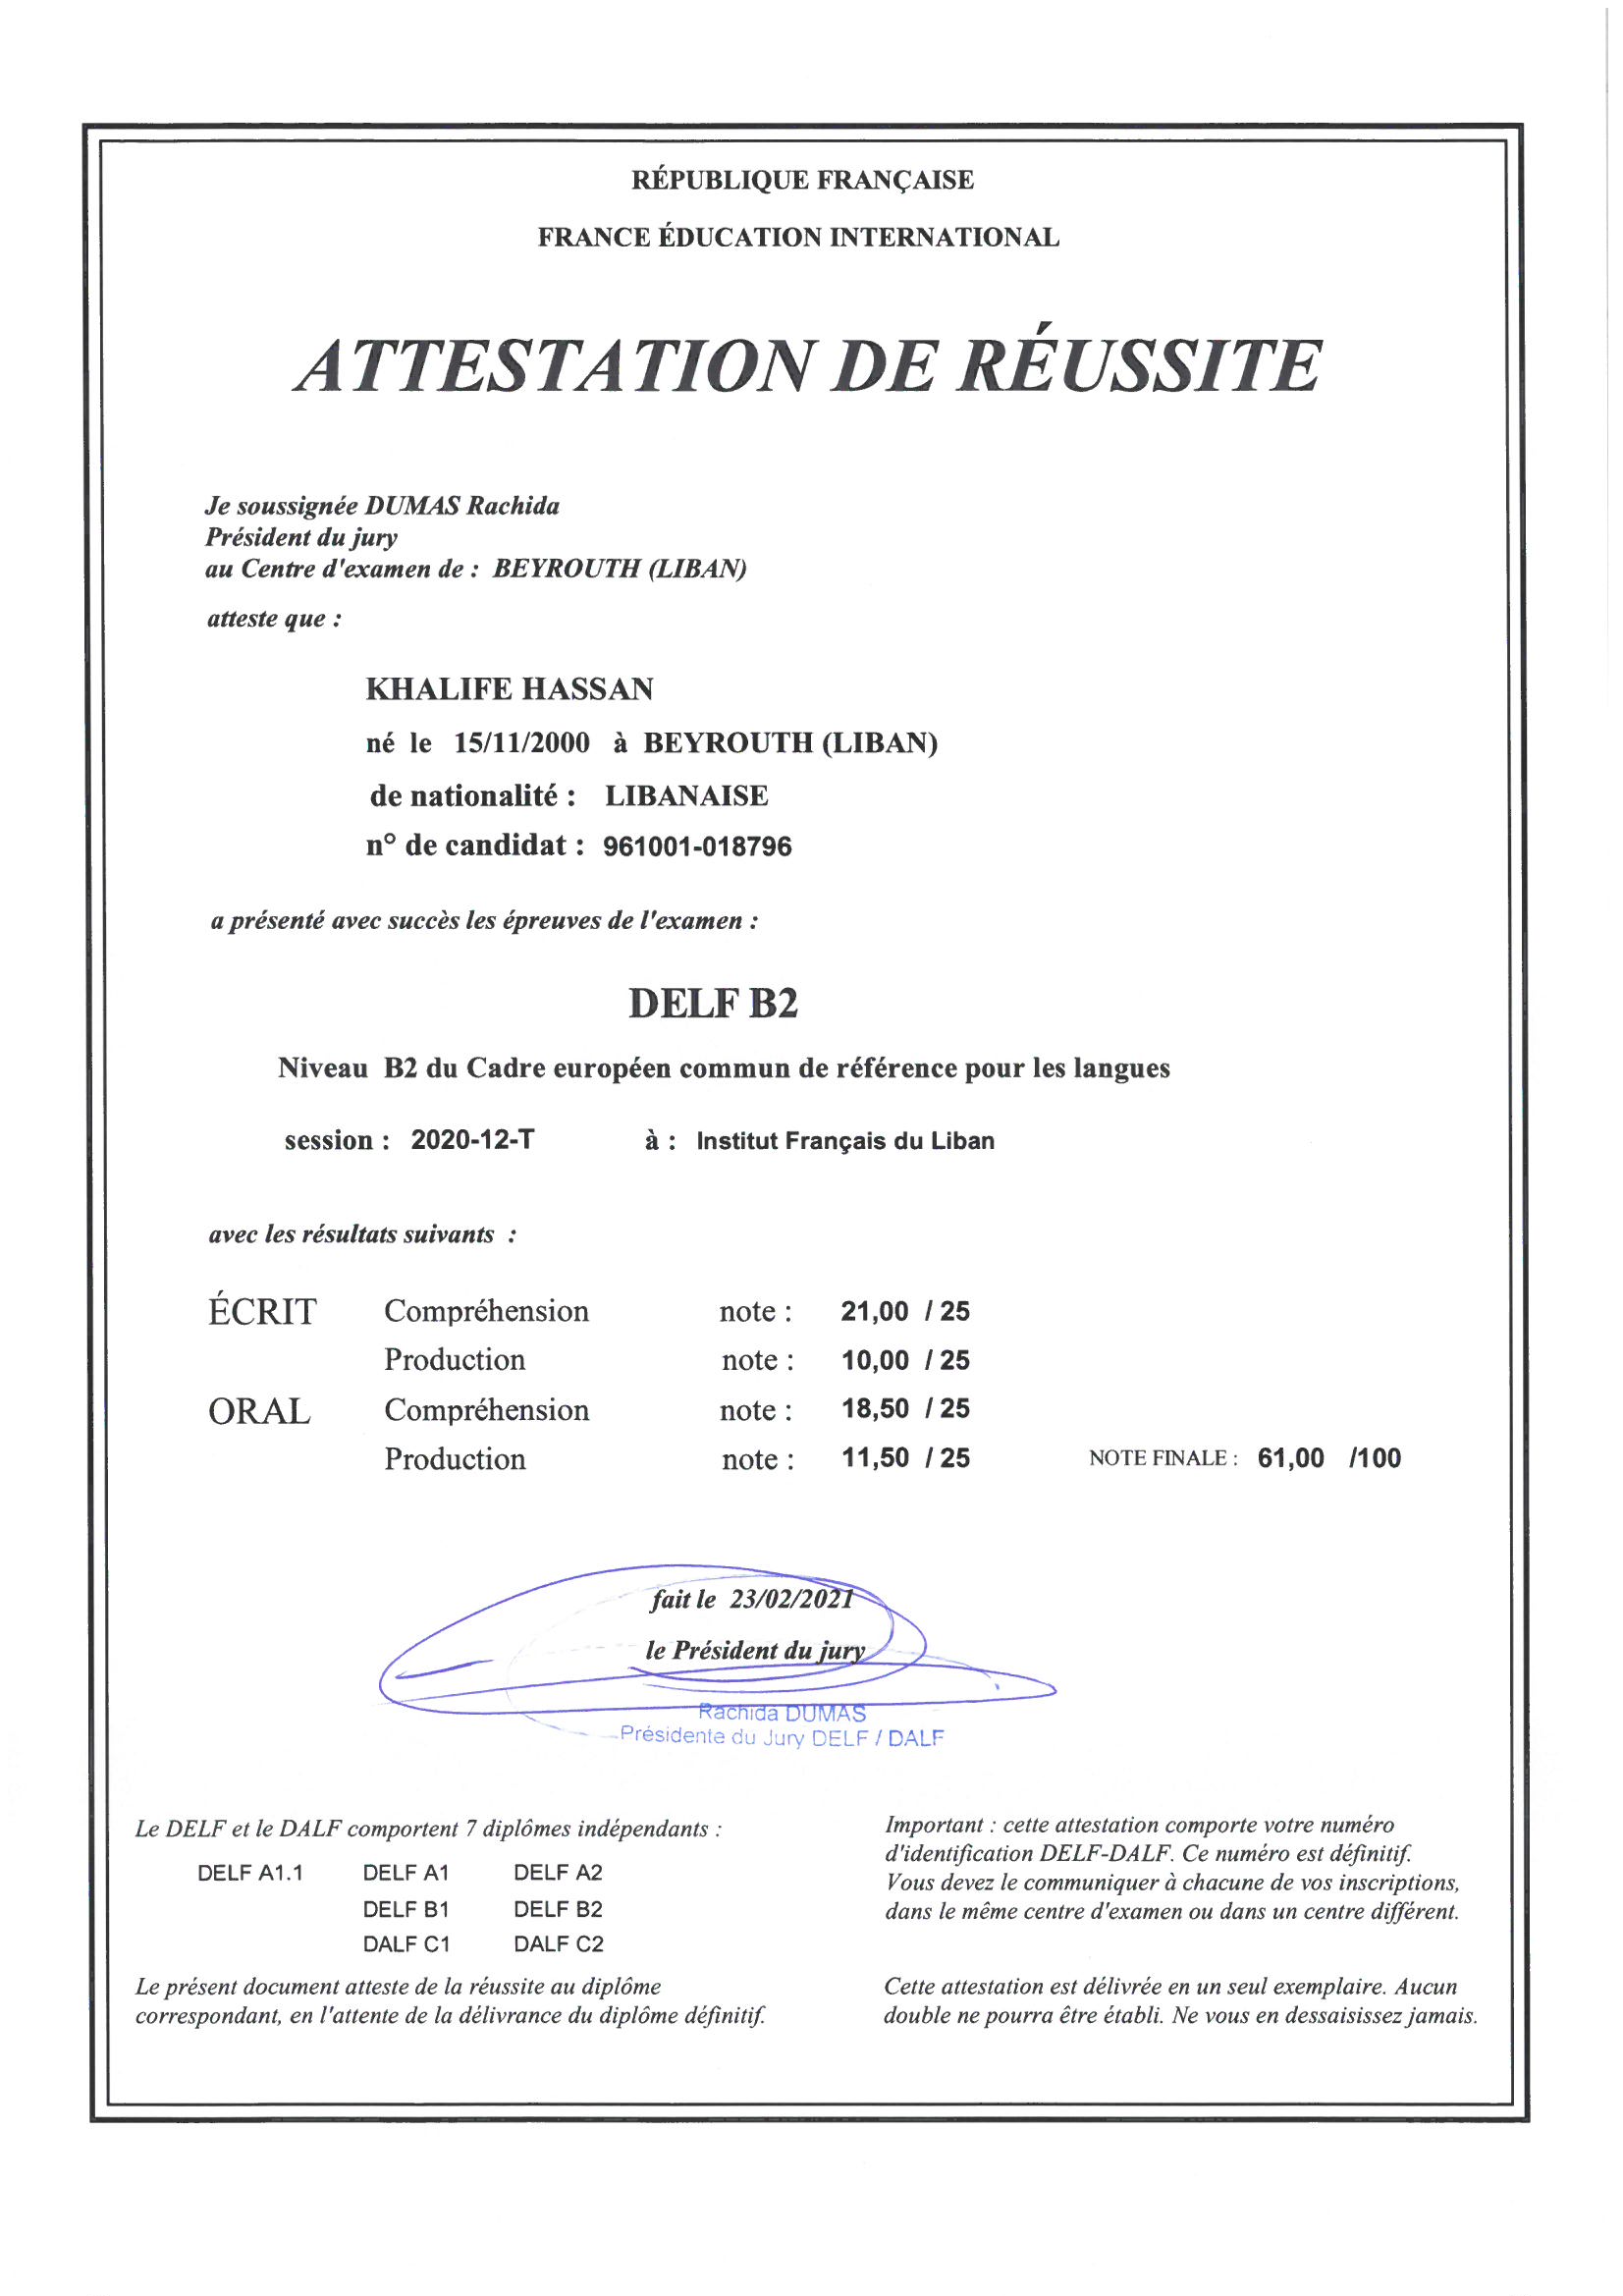 RÉPUBLIQUE FRANÇAISE
FRANCE ÉDUCATION INTERNATIONAL
ATTESTATION DE RÉUSSITE
Je soussignée DUMAS Rachida
Président du jury
au Centre d'examen de : BEYROUTH (LIBAN)
atteste que :
KHALIFE HASSAN
né le 15/11/2000 à BEYROUTH (LIBAN)
de nationalité : LIBANAISE
n° de candidat : 961001-018796
a présenté avec succès les épreuves de l'examen :
DELF B2
Niveau B2 du Cadre européen commun de référence pour les langues
session : 2020-12-T à : Institut Français du Liban
avec les résultats suivants :
ÉCRIT Compréhension note : 21,00 / 25
Production note : 10,00 / 25
ORAL Compréhension note : 18,50 / 25
Production note : 11,50 / 25 NOTE FINALE : 61,00 /100
fait le 23/02/2021
le Président du jury
Rachida DUMAS
Présidente du Jury DELF / DALF
Le DELF et le DALF comportent 7 diplômes indépendants :
DELF A1.1 DELF A1 DELF A2
DELF B1 DELF B2
DALF C1 DALF C2
Le présent document atteste de la réussite au diplôme
correspondant, en l'attente de la délivrance du diplôme définitif.
Important : cette attestation comporte votre numéro
d'identification DELF-DALF. Ce numéro est définitif.
Vous devez le communiquer à chacune de vos inscriptions,
dans le même centre d'examen ou dans un centre différent.
Cette attestation est délivrée en un seul exemplaire. Aucun
double ne pourra être établi. Ne vous en dessaisissez jamais.